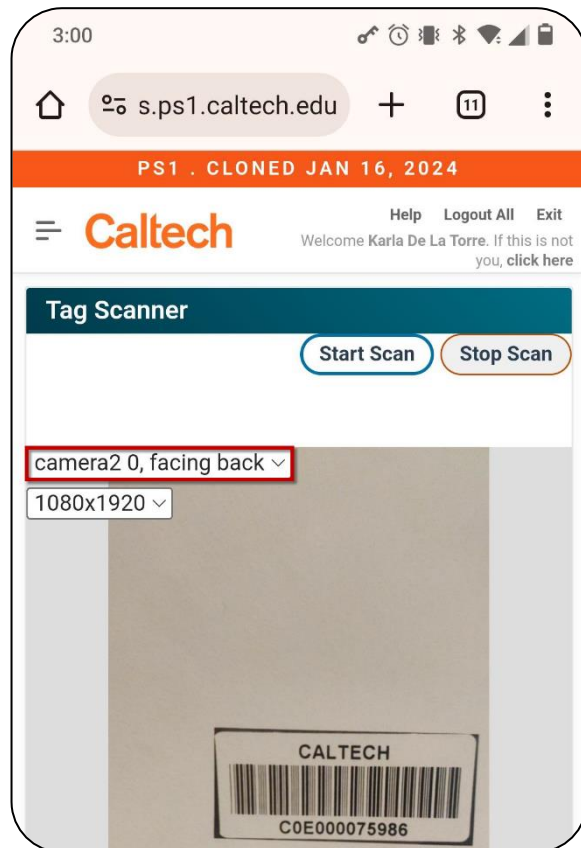 3:00
s.ps1.caltech.edu
11
PS1 . CLONED JAN 16, 2024
Caltech
Help Logout All Exit
Welcome Karla De La Torre. If this is not
you, click here
Tag Scanner
Start Scan Stop Scan
camera2 0, facing back
1080x1920
CALTECH
C0E000075986